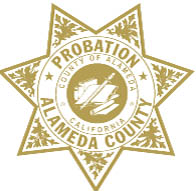 PROBATION
COUNTY OF ALAMEDA
CALIFORNIA
ALAMEDA COUNTY